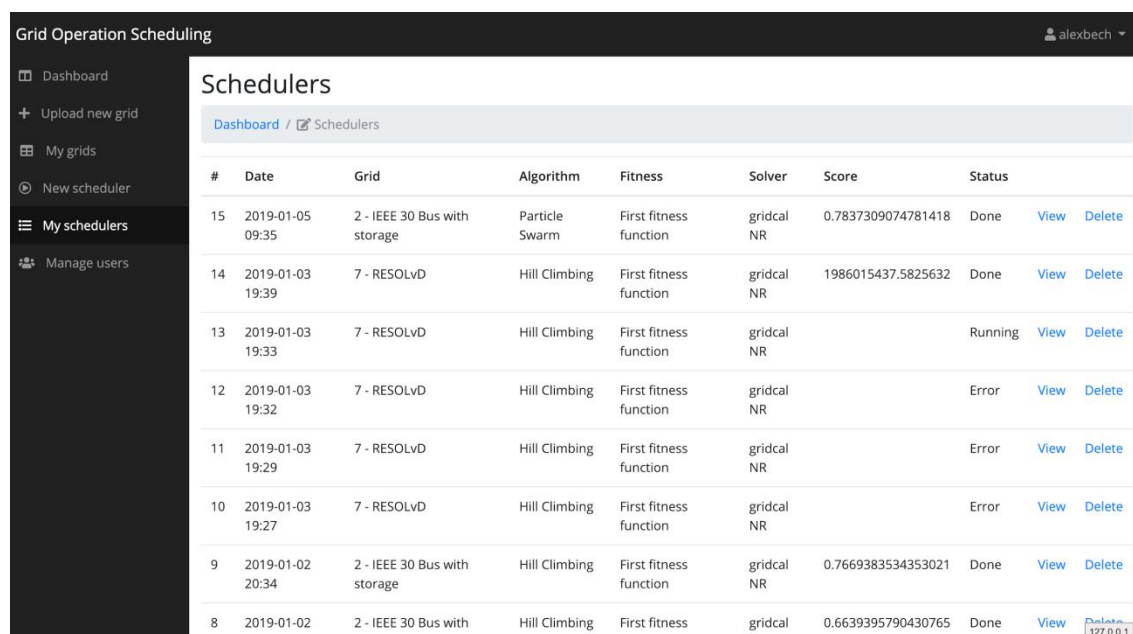 Grid Operation Scheduling
alexbech
Dashboard
Upload new grid
My grids
New scheduler
My schedulers
Manage users
Schedulers
Dashboard / Schedulers
# Date Grid Algorithm Fitness Solver Score Status
15 2019-01-05 2 - IEEE 30 Bus with Particle First fitness gridcal 0.7837309074781418 Done View Delete
09:35 storage Swarm function NR
14 2019-01-03 7 - RESOLvD Hill Climbing First fitness gridcal 1986015437.5825632 Done View Delete
19:39 function NR
13 2019-01-03 7 - RESOLvD Hill Climbing First fitness gridcal Running View Delete
19:33 function NR
12 2019-01-03 7 - RESOLvD Hill Climbing First fitness gridcal Error View Delete
19:32 function NR
11 2019-01-03 7 - RESOLvD Hill Climbing First fitness gridcal Error View Delete
19:29 function NR
10 2019-01-03 7 - RESOLvD Hill Climbing First fitness gridcal Error View Delete
19:27 function NR
9 2019-01-02 2 - IEEE 30 Bus with Hill Climbing First fitness gridcal 0.7669383534353021 Done View Delete
20:34 storage function NR
8 2019-01-02 2 - IEEE 30 Bus with Hill Climbing First fitness gridcal 0.6639395790430765 Done View Delete
127.0.0.1